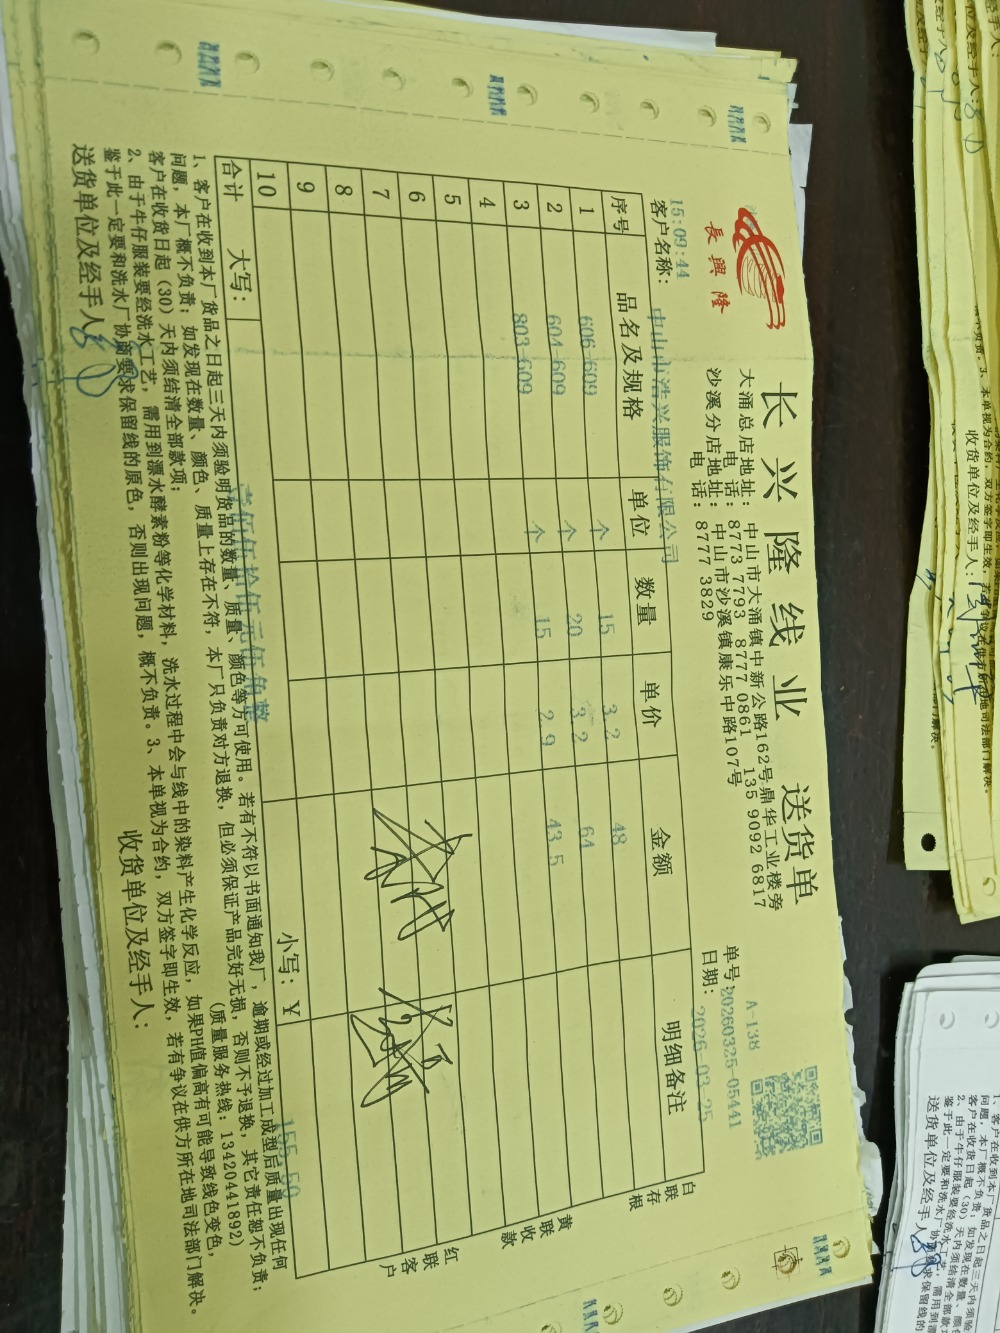 長興隆
长兴隆线业 送货单
大涌总店地址：中山市大涌镇中新公路162号鼎华工业楼旁
电话：8773 7793 8777 0861 135 9092 6817
沙溪分店地址：中山市沙溪镇康乐中路107号
电话：8777 3829
A-138
单号：20260325-05441
日期：2026-03-25
15:09:44
客户名称：中山市浩兴服饰有限公司
序号 品名及规格 单位 数量 单价 金额 明细备注
1 606-609 个 15 3.2 48
2 604-609 个 20 3.2 64
3 803-609 个 15 2.9 43.5
4
5
6
7
8
9
10
合计 大写：壹佰伍拾伍元伍角整 小写：¥ 155.50
白联存根
黄联收款
红联客户
1、客户在收到本厂货品之日起三天内须验明货品的数量、质量、颜色等方可使用。若有不符以书面通知我厂，逾期或经过加工成型后质量出现任何
问题，本厂概不负责；如发现在数量、颜色、质量上存在不符，本厂只负责对方退换，但必须保证产品完好无损，否则不予退换，其它责任恕不负责；
客户在收货日起（30）天内须结清全部款项； （质量服务热线：13420441892）
2、由于牛仔服装要经洗水工艺，需用到漂水酵素粉等化学材料，洗水过程中会与线中的染料产生化学反应，如果PH值偏高有可能导致线色变色，
鉴于此一定要和洗水厂协商要求保留线的原色，否则出现问题，概不负责。3、本单视为合约，双方签字即生效，若有争议在供方所在地司法部门解决。
送货单位及经手人： 收货单位及经手人：
收货单位及经手人：
送货单位及经手人：